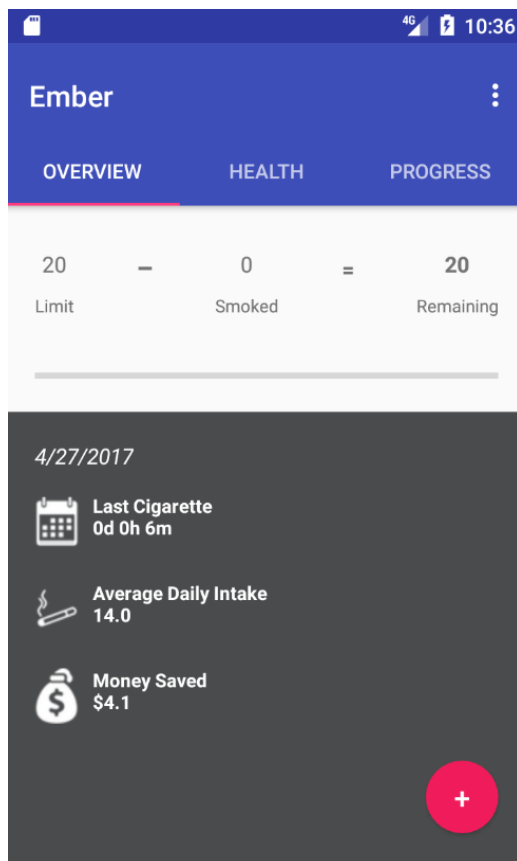 4G 10:36
Ember
OVERVIEW HEALTH PROGRESS
20 – 0 = 20
Limit Smoked Remaining
4/27/2017
Last Cigarette
0d 0h 6m
Average Daily Intake
14.0
$ Money Saved
$4.1
+